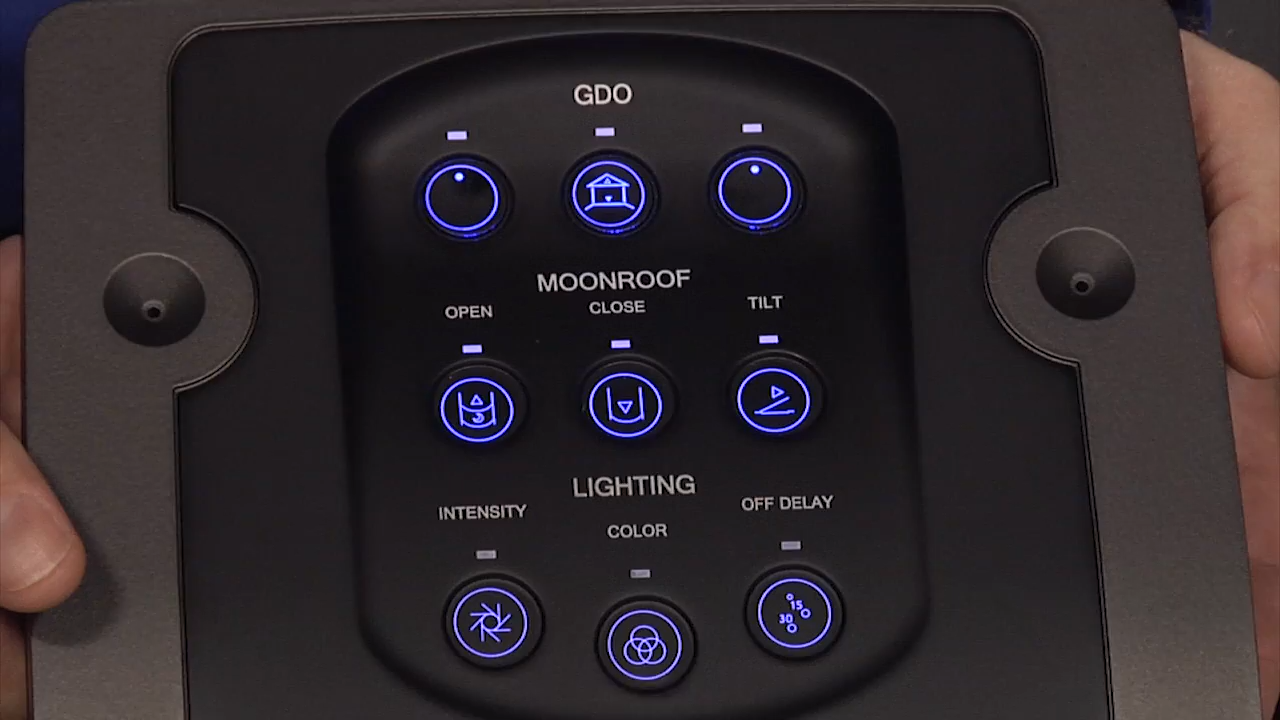 GDO
MOONROOF
OPEN CLOSE TILT
LIGHTING
INTENSITY COLOR OFF DELAY
15
30